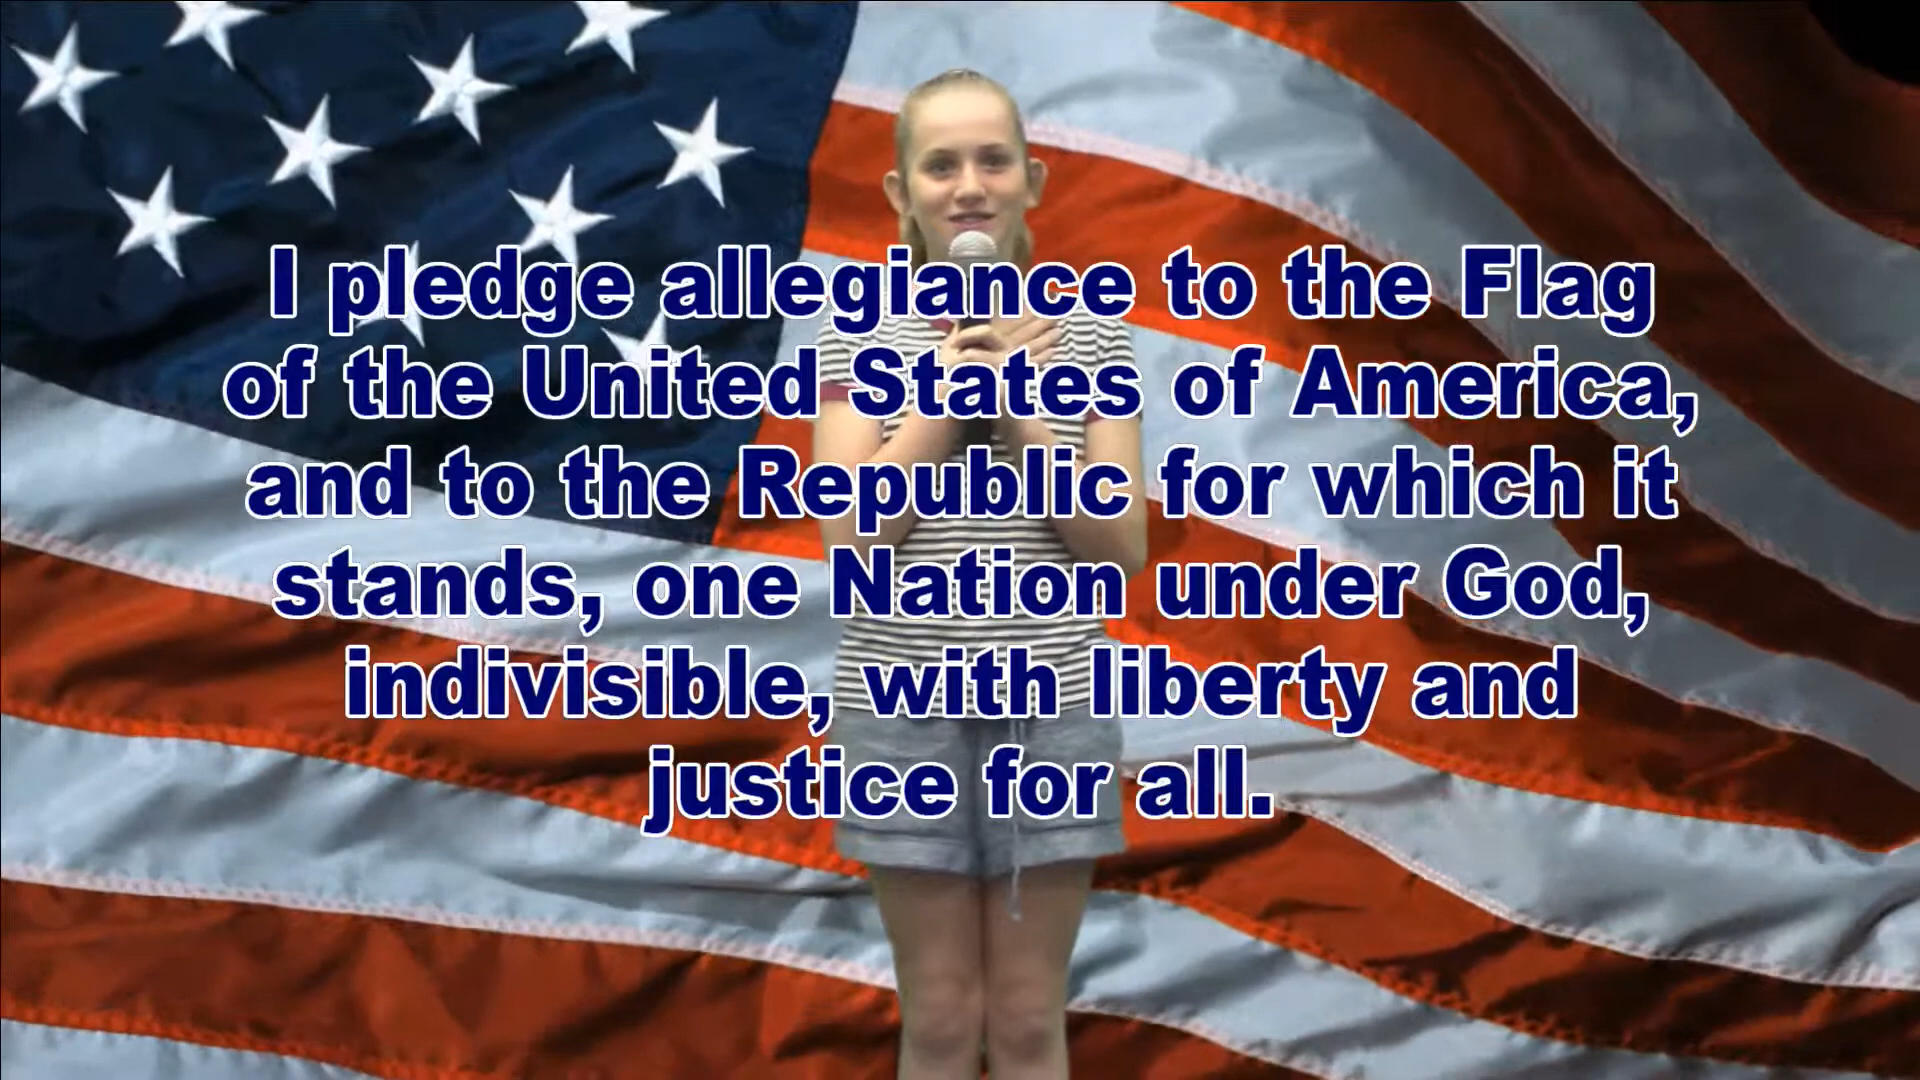 I pledge allegiance to the Flag
of the United States of America,
and to the Republic for which it
stands, one Nation under God,
indivisible, with liberty and
justice for all.